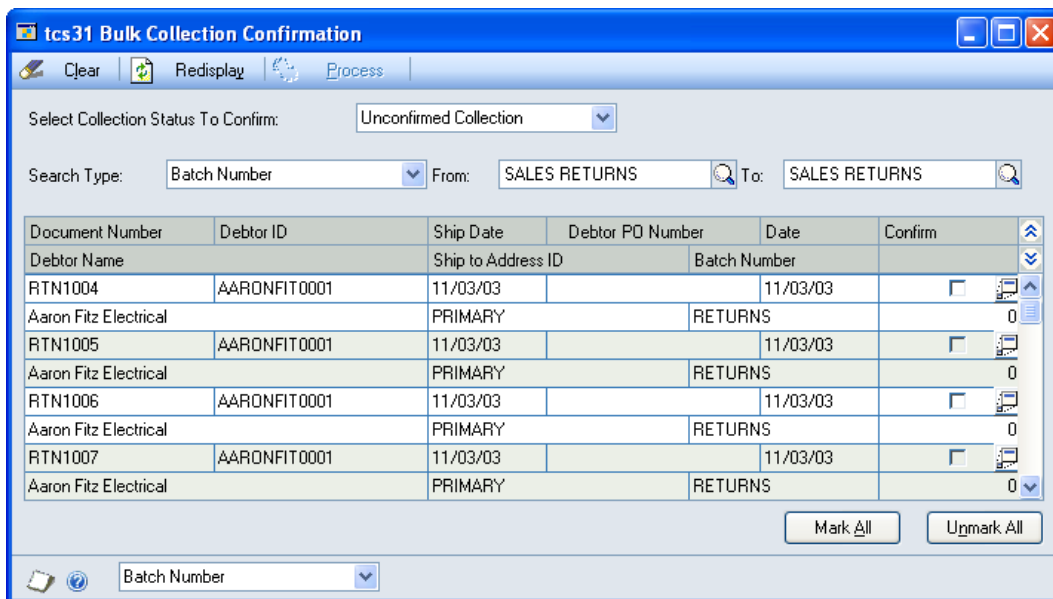 tcs31 Bulk Collection Confirmation
Clear Redisplay Process
Select Collection Status To Confirm: Unconfirmed Collection
Search Type: Batch Number From: SALES RETURNS To: SALES RETURNS
Document Number Debtor ID Ship Date Debtor PO Number Date Confirm
Debtor Name Ship to Address ID Batch Number
RTN1004 AARONFIT0001 11/03/03 11/03/03
Aaron Fitz Electrical PRIMARY RETURNS 0
RTN1005 AARONFIT0001 11/03/03 11/03/03
Aaron Fitz Electrical PRIMARY RETURNS 0
RTN1006 AARONFIT0001 11/03/03 11/03/03
Aaron Fitz Electrical PRIMARY RETURNS 0
RTN1007 AARONFIT0001 11/03/03 11/03/03
Aaron Fitz Electrical PRIMARY RETURNS 0
Mark All Unmark All
Batch Number